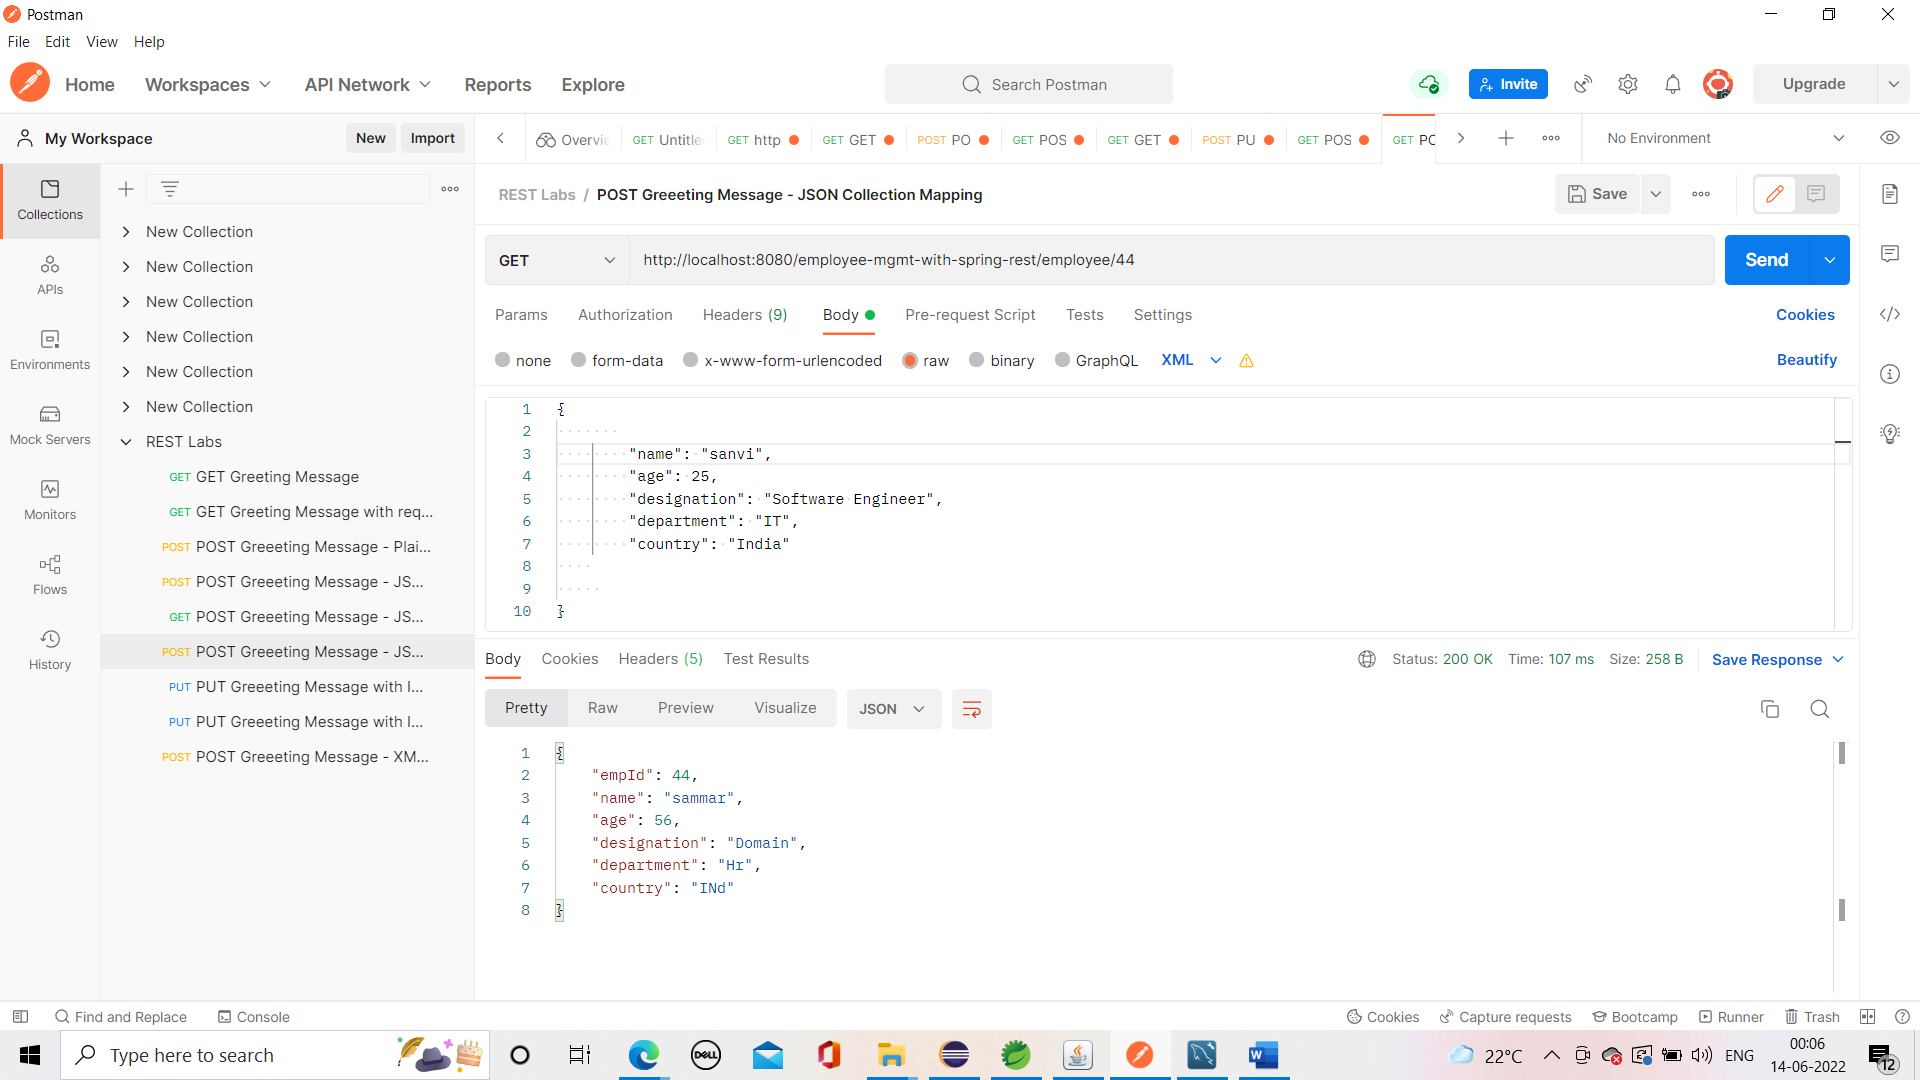 Postman
File Edit View Help
Home Workspaces API Network Reports Explore Search Postman Invite Upgrade
My Workspace New Import
Overvie GET Untitle GET http GET GET POST PO GET POS GET GET POST PU GET POS GET PO No Environment
Collections
APIs
Environments
Mock Servers
Monitors
Flows
History
New Collection
New Collection
New Collection
New Collection
New Collection
New Collection
REST Labs
GET GET Greeting Message
GET GET Greeting Message with req...
POST POST Greeeting Message - Plai...
POST POST Greeeting Message - JS...
GET POST Greeeting Message - JS...
POST POST Greeeting Message - JS...
PUT PUT Greeeting Message with I...
PUT PUT Greeeting Message with I...
POST POST Greeeting Message - XM...
REST Labs / POST Greeeting Message - JSON Collection Mapping Save
GET http://localhost:8080/employee-mgmt-with-spring-rest/employee/44 Send
Params Authorization Headers (9) Body Pre-request Script Tests Settings Cookies
none form-data x-www-form-urlencoded raw binary GraphQL XML Beautify
1 {
2
3 "name": "sanvi",
4 "age": 25,
5 "designation": "Software Engineer",
6 "department": "IT",
7 "country": "India"
8
9
10 }
Body Cookies Headers (5) Test Results Status: 200 OK Time: 107 ms Size: 258 B Save Response
Pretty Raw Preview Visualize JSON
1 {
2 "empId": 44,
3 "name": "sammar",
4 "age": 56,
5 "designation": "Domain",
6 "department": "Hr",
7 "country": "INd"
8 }
Find and Replace Console Cookies Capture requests Bootcamp Runner Trash
Type here to search DELL 22°C ENG 00:06
14-06-2022 12